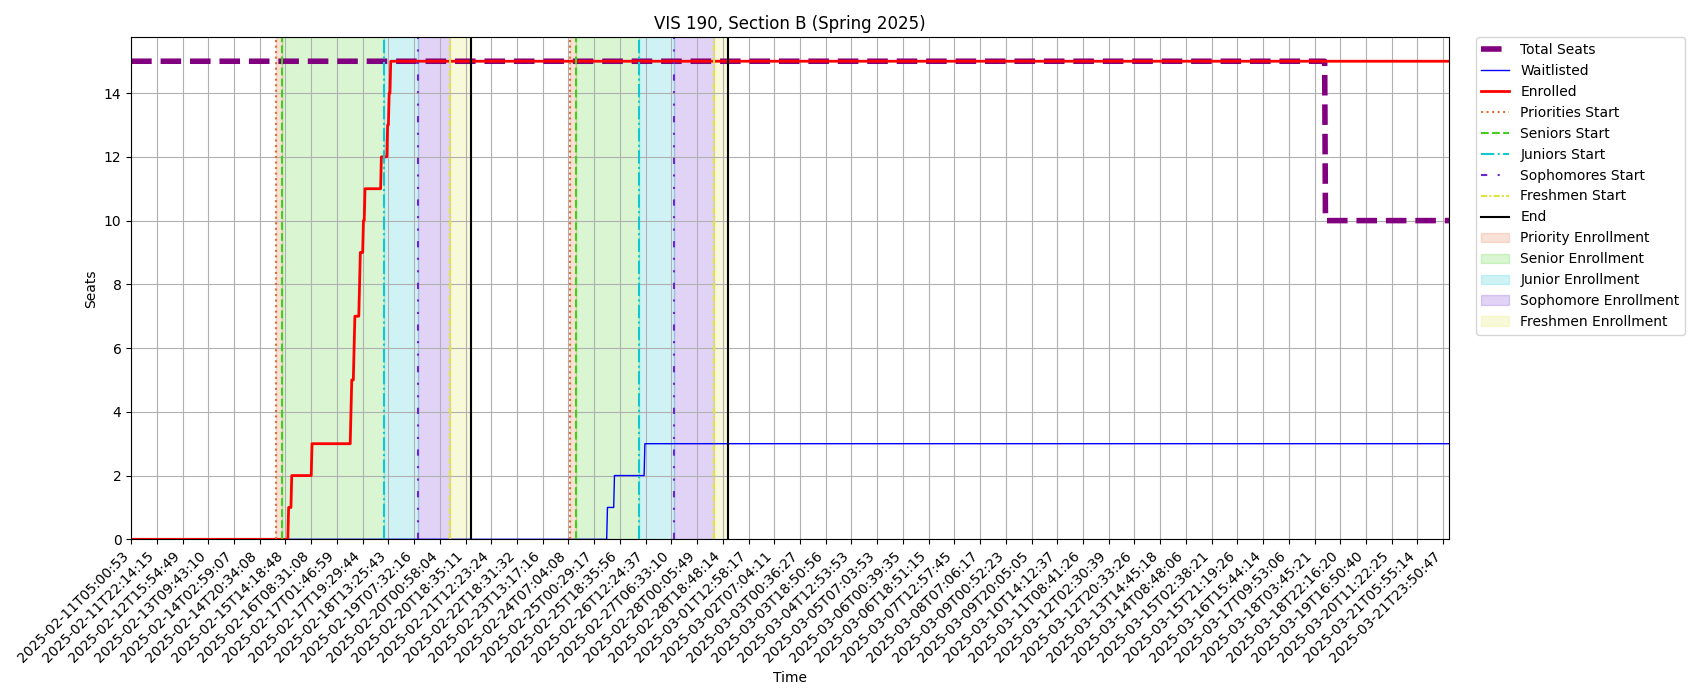 VIS 190, Section B (Spring 2025)
Total Seats
Waitlisted
Enrolled
Priorities Start
Seniors Start
Juniors Start
Sophomores Start
Freshmen Start
End
Priority Enrollment
Senior Enrollment
Junior Enrollment
Sophomore Enrollment
Freshmen Enrollment
Seats
14
12
10
8
6
4
2
0
2025-02-11T05:00:53
2025-02-11T22:14:15
2025-02-12T15:54:49
2025-02-13T09:43:10
2025-02-14T02:59:07
2025-02-14T20:34:08
2025-02-15T14:18:48
2025-02-16T08:31:08
2025-02-17T01:46:59
2025-02-17T19:29:44
2025-02-18T13:25:43
2025-02-19T07:32:16
2025-02-20T00:58:04
2025-02-20T18:35:11
2025-02-21T12:23:24
2025-02-22T18:31:32
2025-02-23T13:17:16
2025-02-24T07:04:08
2025-02-25T00:29:17
2025-02-25T18:35:56
2025-02-26T12:24:37
2025-02-27T06:33:10
2025-02-28T00:05:49
2025-02-28T18:48:14
2025-03-01T12:58:17
2025-03-02T07:04:11
2025-03-03T00:36:27
2025-03-03T18:50:56
2025-03-04T12:53:53
2025-03-05T07:03:53
2025-03-06T00:39:35
2025-03-06T18:51:15
2025-03-07T12:57:45
2025-03-08T07:06:17
2025-03-09T00:52:23
2025-03-09T20:05:05
2025-03-10T14:12:37
2025-03-11T08:41:26
2025-03-12T02:30:39
2025-03-12T20:33:26
2025-03-13T14:45:18
2025-03-14T08:48:06
2025-03-15T02:38:21
2025-03-15T21:19:26
2025-03-16T15:44:14
2025-03-17T09:53:06
2025-03-18T03:45:21
2025-03-18T22:16:20
2025-03-19T16:50:40
2025-03-20T11:22:25
2025-03-21T05:55:14
2025-03-21T23:50:47
Time